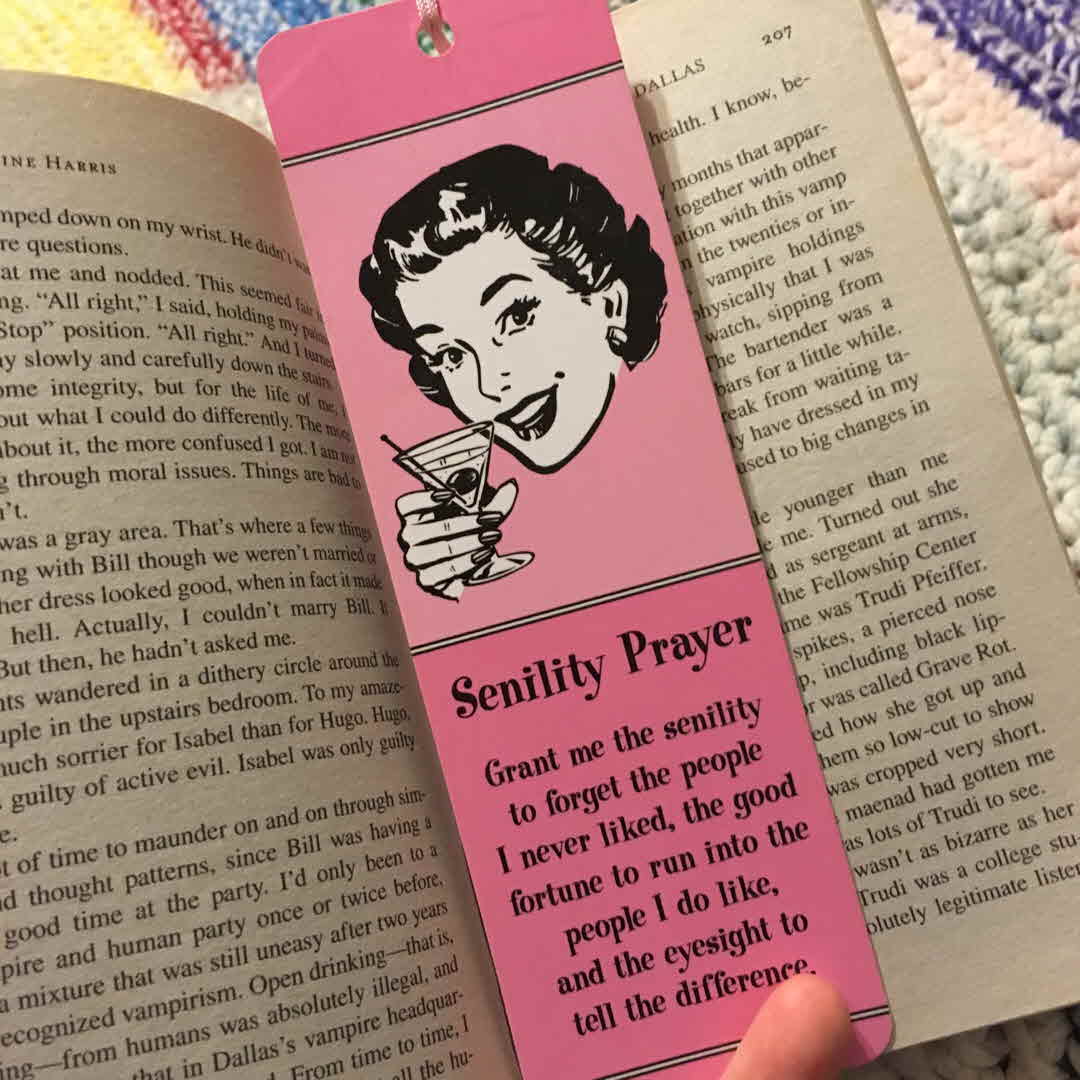 INE HARRIS
mped down on my wrist. He didn't
re questions.
at me and nodded. This seemed fair
ng. “All right,” I said, holding my palms
Stop” position. “All right.” And I turned
y slowly and carefully down the stairs.
ome integrity, but for the life of me, I
out what I could do differently. The more
about it, the more confused I got. I am not
g through moral issues. Things are bad to
n't.
was a gray area. That's where a few things
ng with Bill though we weren't married or
her dress looked good, when in fact it made
hell. Actually, I couldn't marry Bill. It
But then, he hadn't asked me.
nts wandered in a dithery circle around the
uple in the upstairs bedroom. To my amaze-
much sorrier for Isabel than for Hugo. Hugo,
guilty of active evil. Isabel was only guilty
e.
t of time to maunder on and on through sim-
d thought patterns, since Bill was having a
good time at the party. I'd only been to a
pire and human party once or twice before,
a mixture that was still uneasy after two years
ecognized vampirism. Open drinking—that is,
ing—from humans was absolutely illegal, and
that in Dallas's vampire headquar-
From time to time, I
all the hu-
Senility Prayer
Grant me the senility
to forget the people
I never liked, the good
fortune to run into the
people I do like,
and the eyesight to
tell the difference.
DALLAS 207
health. I know, be-
months that appar-
together with other
ation with this vamp
n the twenties or in-
vampire holdings
physically that I was
watch, sipping from
The bartender was a
bars for a little while.
reak from waiting ta-
y have dressed in my
used to big changes in
le younger than me
e me. Turned out she
as sergeant at arms,
the Fellowship Center
me was Trudi Pfeiffer.
spikes, a pierced nose
p, including black lip-
r was called Grave Rot.
ed how she got up and
hem so low-cut to show
was cropped very short.
maenad had gotten me
as lots of Trudi to see.
wasn't as bizarre as her
Trudi was a college stu-
olutely legitimate listen